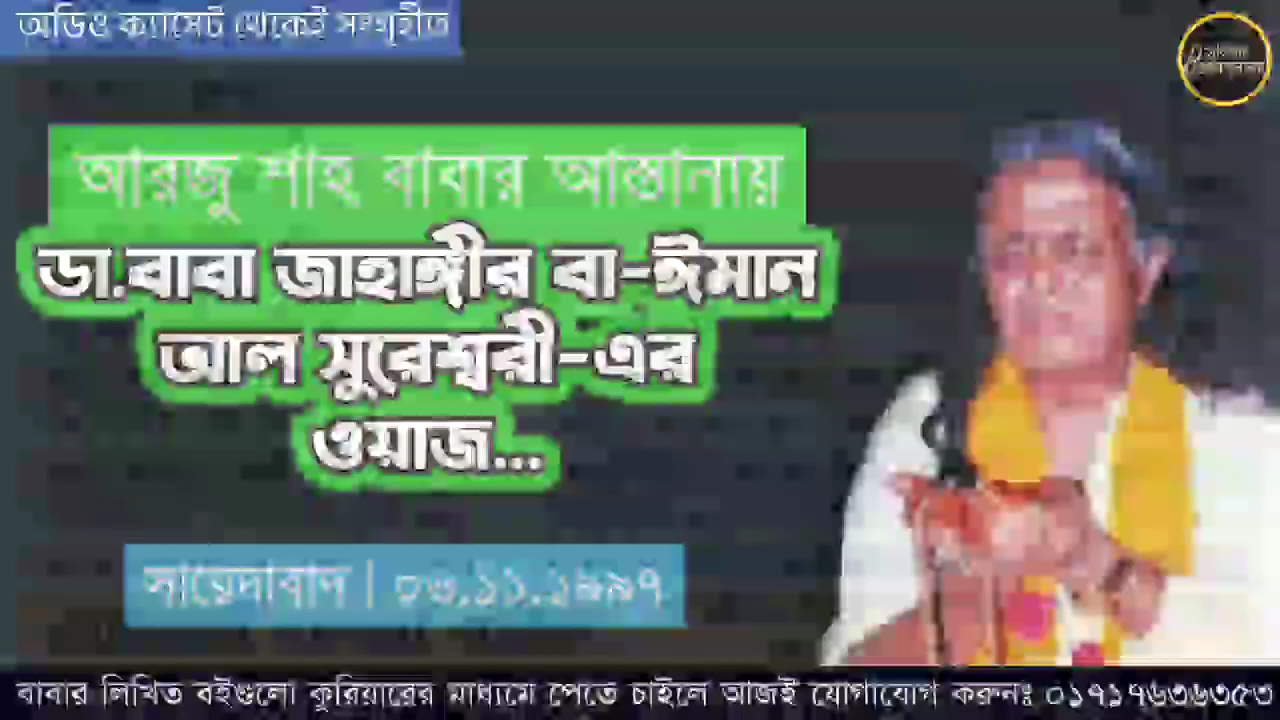 অডিও ক্যাসেট থেকেই সংগৃহীত
আরজু শাহ বাবার আস্তানায়
ডা.বাবা জাহাঙ্গীর বা-ঈমান
আল সুরেশ্বরী-এর
ওয়াজ...
সায়েদাবাদ | ০৩.১১.১৯৯৭
বাবার লিখিত বইগুলো কুরিয়ারের মাধ্যমে পেতে চাইলে আজই যোগাযোগ করুনঃ ০১৭১৭৬৩৬৩৫৩